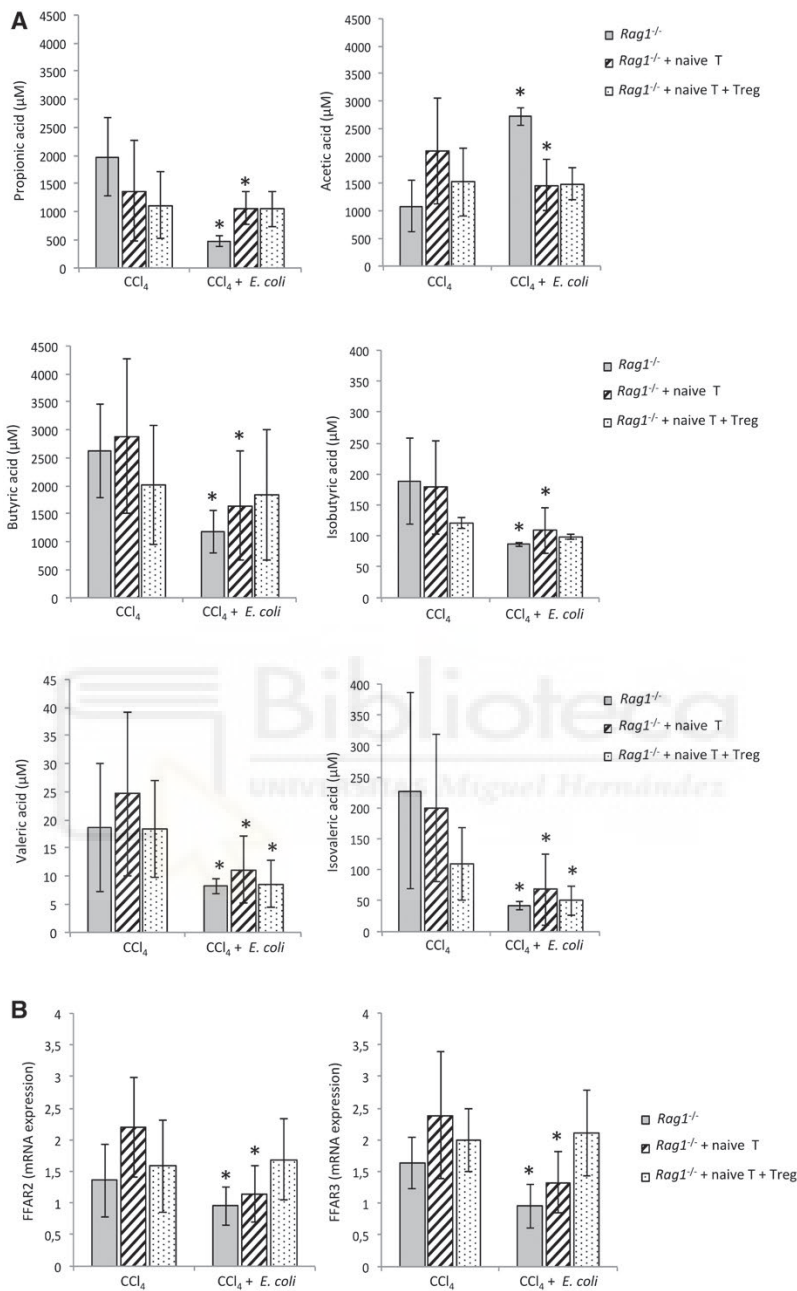 A
Propionic acid (µM)
4500
4000
3500
3000
2500
2000
1500
1000
500
0
*
*
CCl4
CCl4 + E. coli
Acetic acid (µM)
4500
4000
3500
3000
2500
2000
1500
1000
500
0
*
*
CCl4
CCl4 + E. coli
Rag1-/-
Rag1-/- + naive T
Rag1-/- + naive T + Treg
Butyric acid (µM)
4500
4000
3500
3000
2500
2000
1500
1000
500
0
*
*
CCl4
CCl4 + E. coli
Isobutyric acid (µM)
400
350
300
250
200
150
100
50
0
*
*
CCl4
CCl4 + E. coli
Rag1-/-
Rag1-/- + naive T
Rag1-/- + naive T + Treg
Biblioteca
UNIVERSITAS Miguel Hernández
Valeric acid (µM)
45
40
35
30
25
20
15
10
5
0
*
*
*
CCl4
CCl4 + E. coli
Isovaleric acid (µM)
400
350
300
250
200
150
100
50
0
*
*
*
CCl4
CCl4 + E. coli
Rag1-/-
Rag1-/- + naive T
Rag1-/- + naive T + Treg
B
FFAR2 (mRNA expression)
4
3,5
3
2,5
2
1,5
1
0,5
0
*
*
CCl4
CCl4 + E. coli
FFAR3 (mRNA expression)
4
3,5
3
2,5
2
1,5
1
0,5
0
*
*
CCl4
CCl4 + E. coli
Rag1-/-
Rag1-/- + naive T
Rag1-/- + naive T + Treg